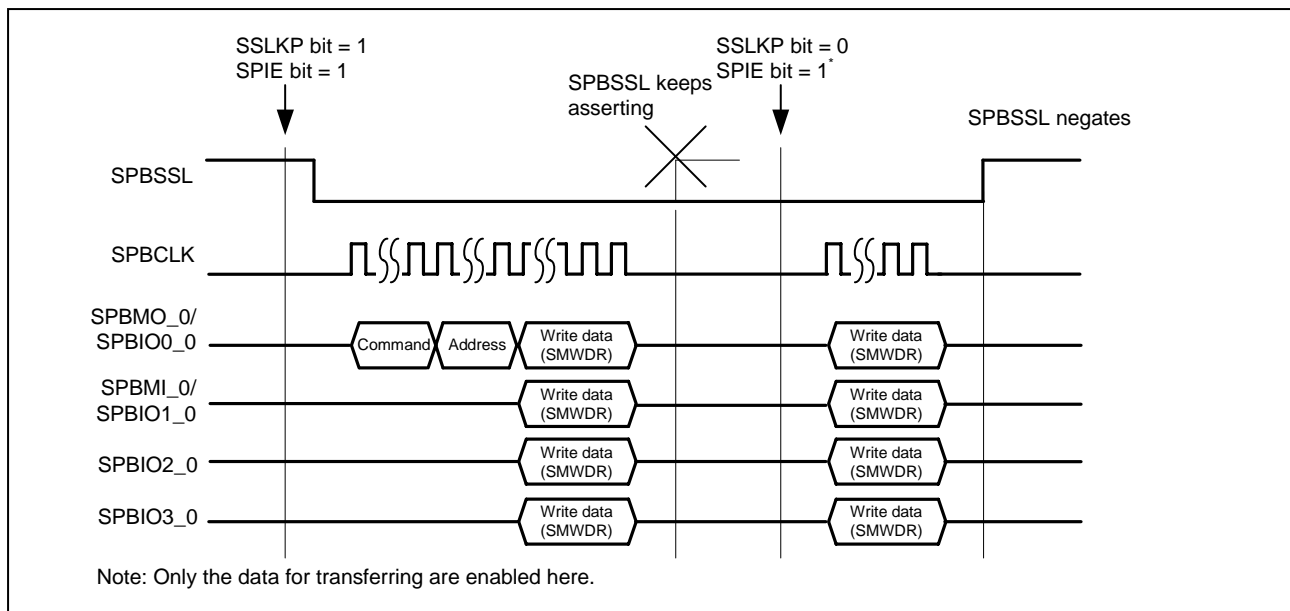 SSLKP bit = 1
SPIE bit = 1
SPBSSL keeps
asserting
SSLKP bit = 0
SPIE bit = 1*
SPBSSL negates
SPBSSL
SPBCLK
SPBMO_0/
SPBIO0_0
Command
Address
Write data
(SMWDR)
Write data
(SMWDR)
SPBMI_0/
SPBIO1_0
Write data
(SMWDR)
Write data
(SMWDR)
SPBIO2_0
Write data
(SMWDR)
Write data
(SMWDR)
SPBIO3_0
Write data
(SMWDR)
Write data
(SMWDR)
Note: Only the data for transferring are enabled here.